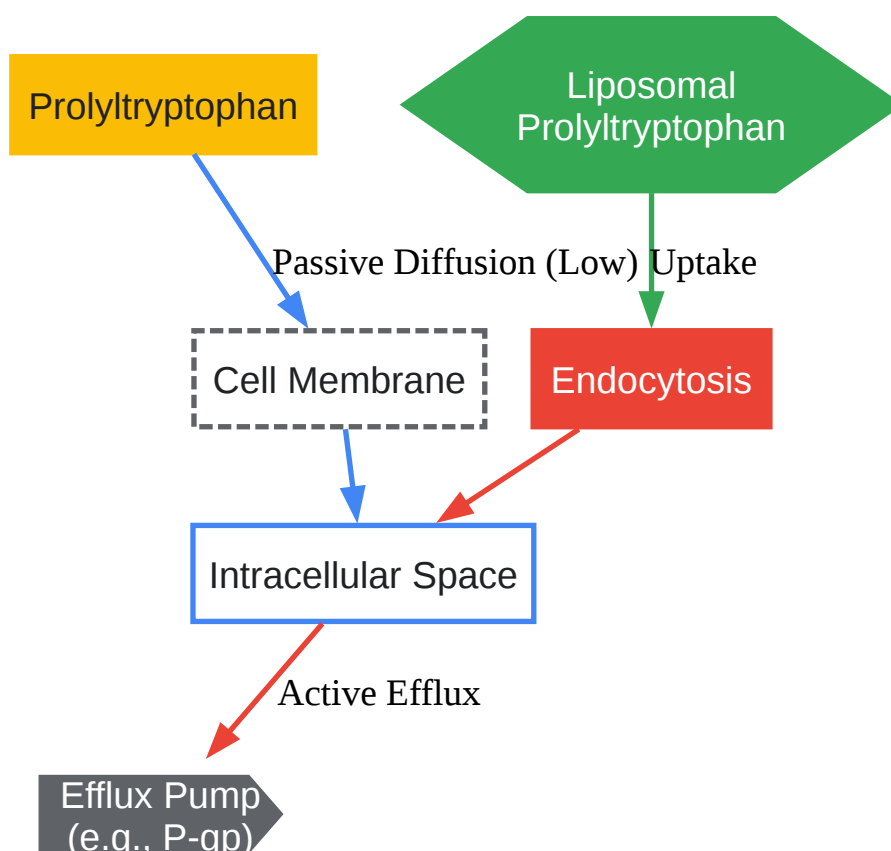 Prolyltryptophan
Liposomal
Prolyltryptophan
Passive Diffusion (Low)
Uptake
Cell Membrane
Endocytosis
Intracellular Space
Active Efflux
Efflux Pump
(e.g., P-gp)